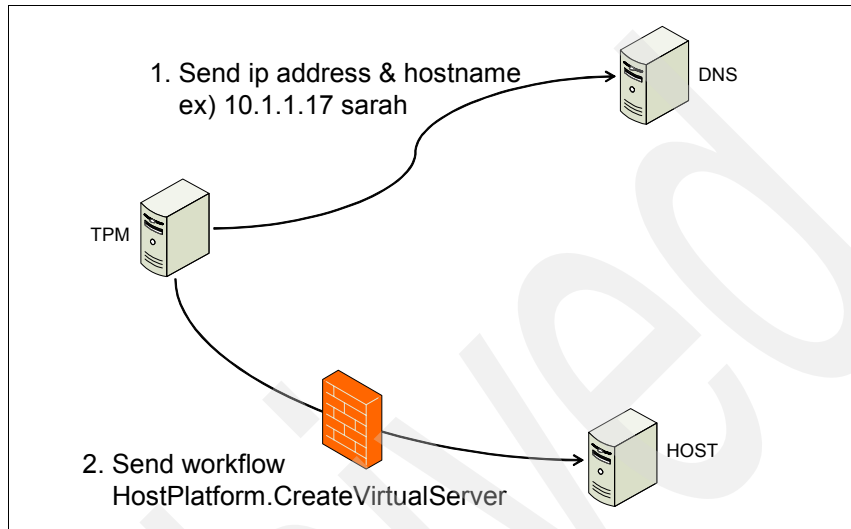 1. Send ip address & hostname
ex) 10.1.1.17 sarah
DNS
TPM
HOST
2. Send workflow
HostPlatform.CreateVirtualServer